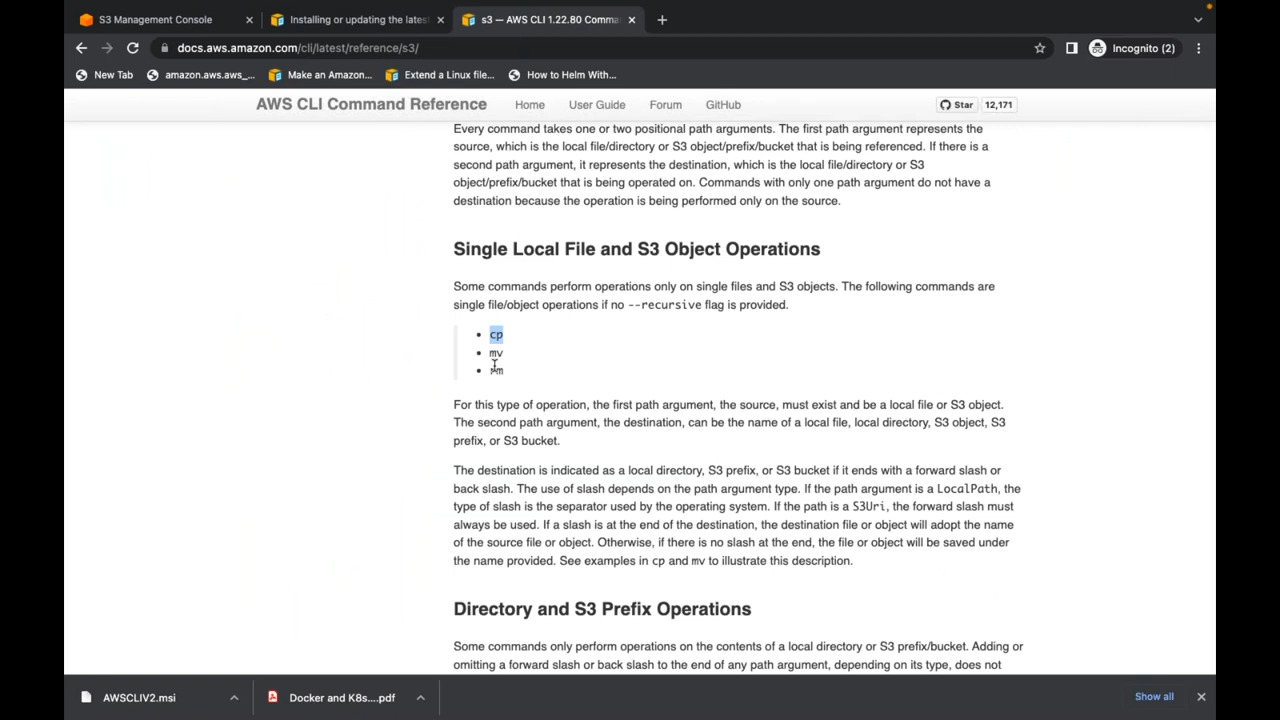 S3 Management Console
Installing or updating the latest
s3 — AWS CLI 1.22.80 Comma
docs.aws.amazon.com/cli/latest/reference/s3/
Incognito (2)
New Tab
amazon.aws.aws_...
Make an Amazon...
Extend a Linux file...
How to Helm With...
AWS CLI Command Reference
Home
User Guide
Forum
GitHub
Star
12,171
Every command takes one or two positional path arguments. The first path argument represents the
source, which is the local file/directory or S3 object/prefix/bucket that is being referenced. If there is a
second path argument, it represents the destination, which is the local file/directory or S3
object/prefix/bucket that is being operated on. Commands with only one path argument do not have a
destination because the operation is being performed only on the source.
Single Local File and S3 Object Operations
Some commands perform operations only on single files and S3 objects. The following commands are
single file/object operations if no --recursive flag is provided.
• cp
• mv
• rm
For this type of operation, the first path argument, the source, must exist and be a local file or S3 object.
The second path argument, the destination, can be the name of a local file, local directory, S3 object, S3
prefix, or S3 bucket.
The destination is indicated as a local directory, S3 prefix, or S3 bucket if it ends with a forward slash or
back slash. The use of slash depends on the path argument type. If the path argument is a LocalPath, the
type of slash is the separator used by the operating system. If the path is a S3Uri, the forward slash must
always be used. If a slash is at the end of the destination, the destination file or object will adopt the name
of the source file or object. Otherwise, if there is no slash at the end, the file or object will be saved under
the name provided. See examples in cp and mv to illustrate this description.
Directory and S3 Prefix Operations
Some commands only perform operations on the contents of a local directory or S3 prefix/bucket. Adding or
omitting a forward slash or back slash to the end of any path argument, depending on its type, does not
AWSCLIV2.msi
Docker and K8s....pdf
Show all